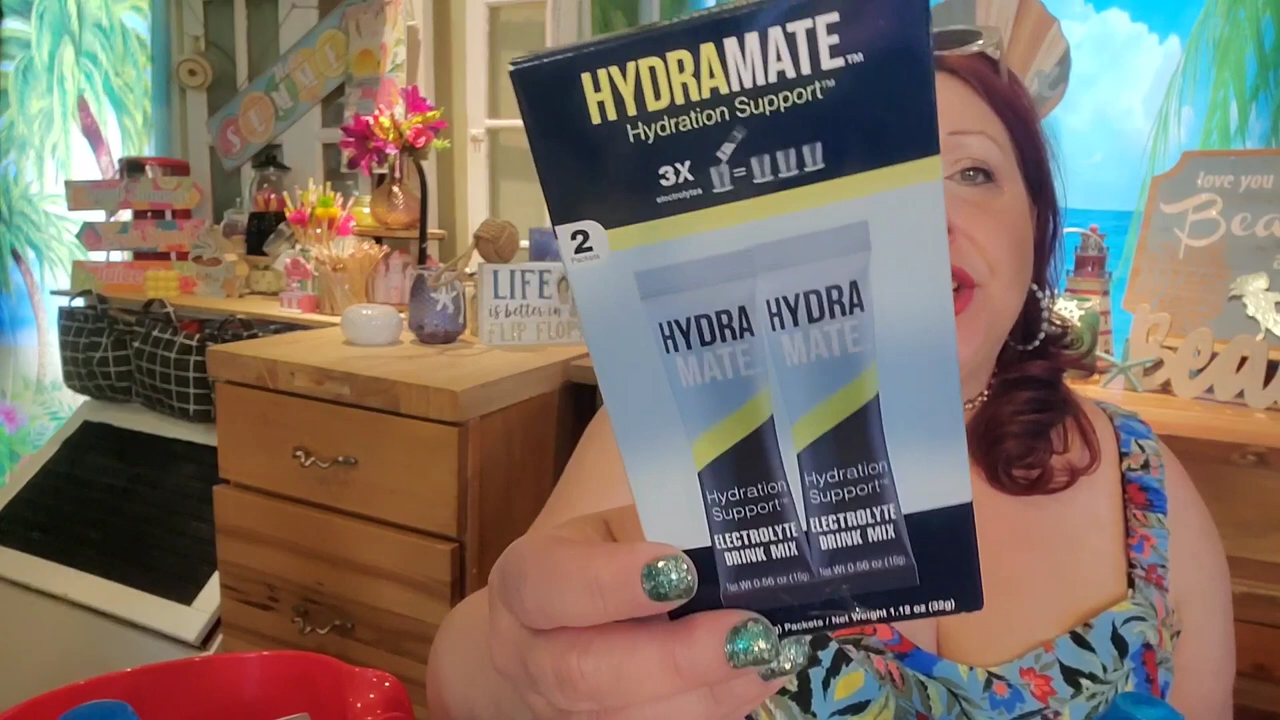 HYDRAMATE™
Hydration Support™
3X
electrolytes
=
2
Packets
HYDRA
MATE
Hydration
Support™
ELECTROLYTE
DRINK MIX
Net Wt 0.56 oz (16g)
HYDRA
MATE
Hydration
Support™
ELECTROLYTE
DRINK MIX
Net Wt 0.56 oz (16g)
g) Packets / Net Weight 1.12 oz (32g)
LIFE
is better in
FLIP FLOPS
love you
Bea
Bea